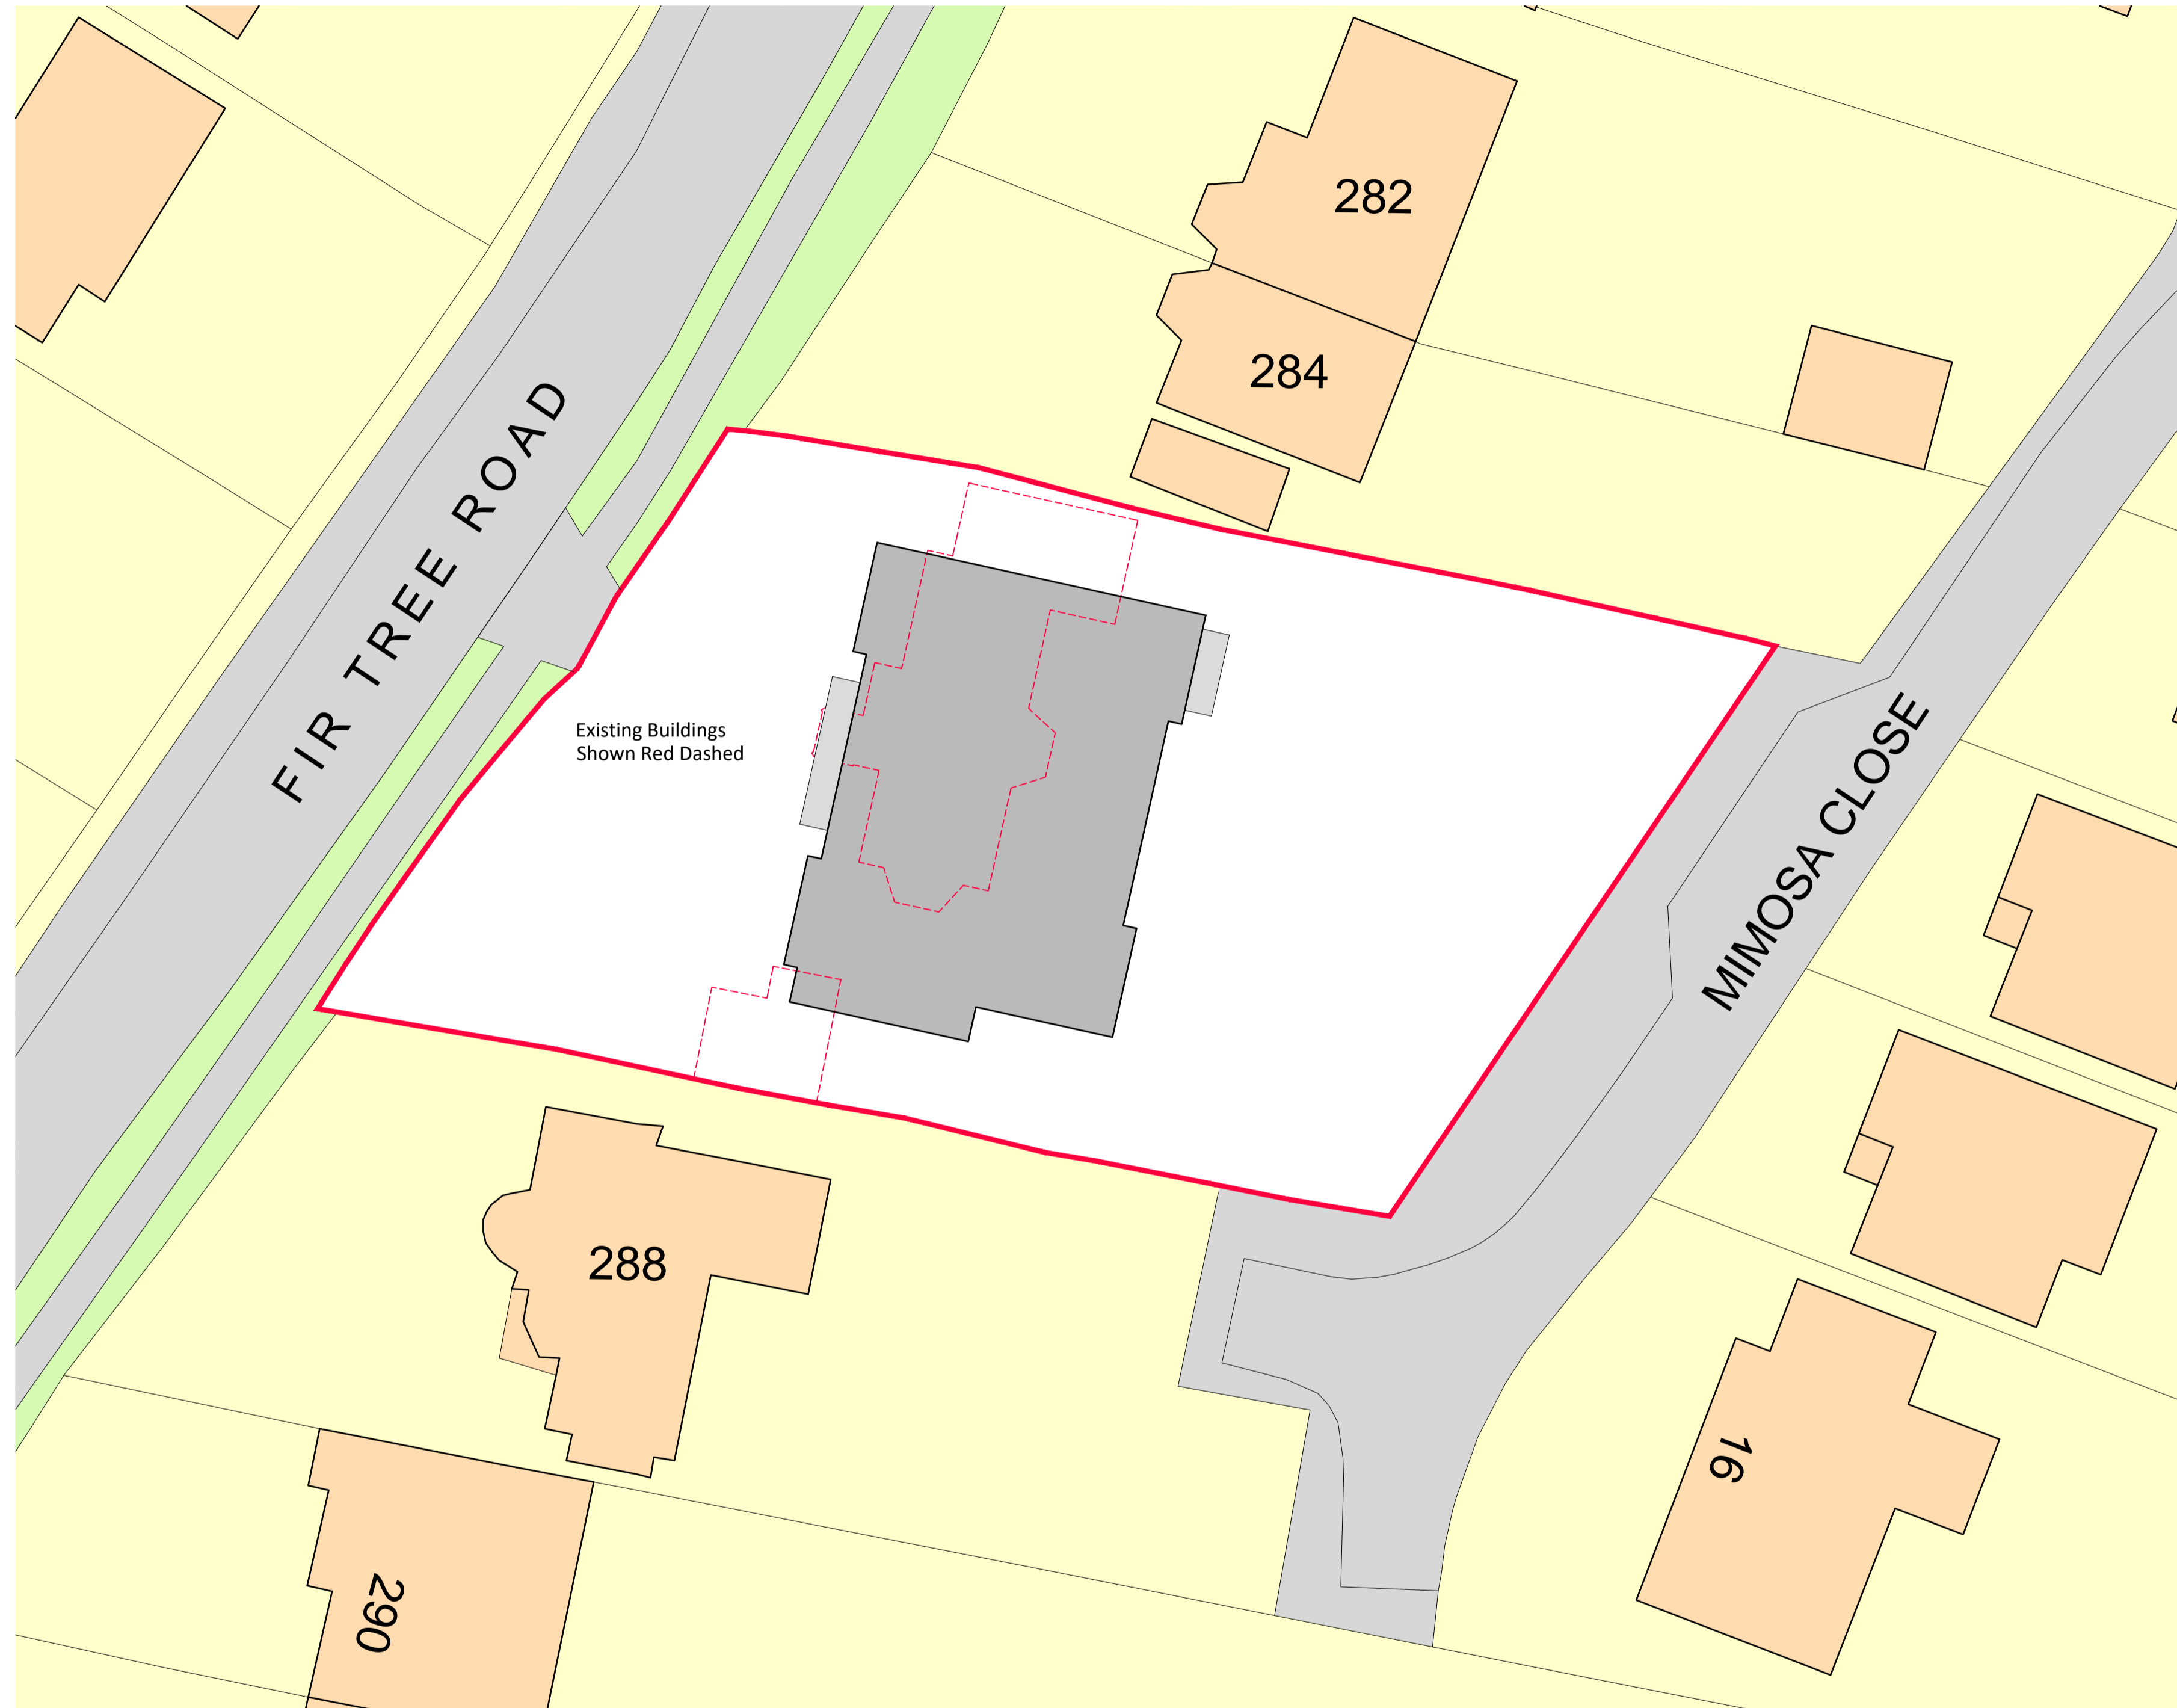 282
284
FIR TREE ROAD
Existing Buildings
Shown Red Dashed
MIMOSA CLOSE
288
16
290